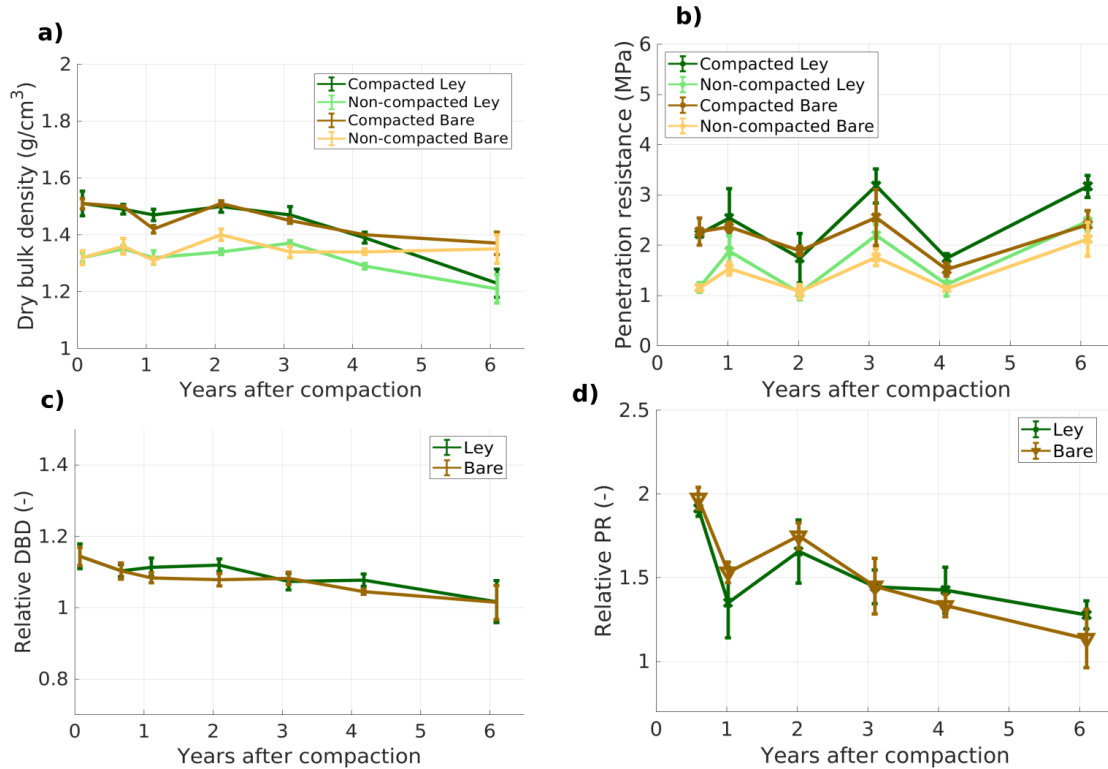 a)
2
1.8
1.6
1.4
1.2
1
0
1
2
3
4
5
6
Dry bulk density (g/cm³)
Years after compaction
Compacted Ley
Non-compacted Ley
Compacted Bare
Non-compacted Bare
b)
6
5
4
3
2
1
0
0
1
2
3
4
5
6
Penetration resistance (MPa)
Years after compaction
Compacted Ley
Non-compacted Ley
Compacted Bare
Non-compacted Bare
c)
1.4
1.2
1
0.8
0
1
2
3
4
5
6
Relative DBD (-)
Years after compaction
Ley
Bare
d)
2.5
2
1.5
1
0
1
2
3
4
5
6
Relative PR (-)
Years after compaction
Ley
Bare